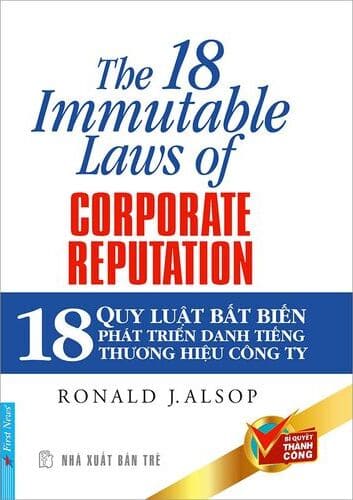 The 18
Immutable
Laws of
CORPORATE
REPUTATION
18 QUY LUẬT BẤT BIẾN
PHÁT TRIỂN DANH TIẾNG
THƯƠNG HIỆU CÔNG TY
RONALD J. ALSOP
First News
NHÀ XUẤT BẢN TRẺ
BÍ QUYẾT
THÀNH
CÔNG